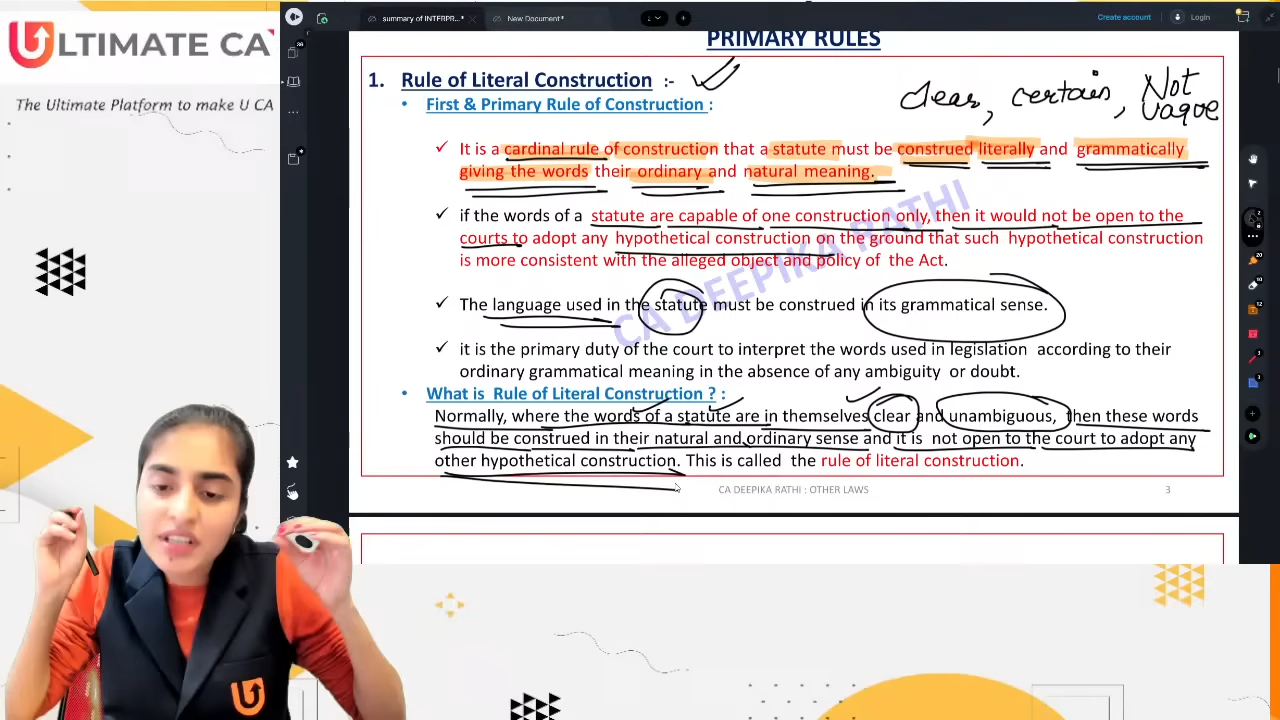 ULTIMATE CA
The Ultimate Platform to make U CA
summary of INTERPR...*
New Document*
Create account
Login
PRIMARY RULES
1. Rule of Literal Construction :-
clear, certain, Not Vague
• First & Primary Rule of Construction :
✓ It is a cardinal rule of construction that a statute must be construed literally and grammatically
giving the words their ordinary and natural meaning.
✓ if the words of a statute are capable of one construction only, then it would not be open to the
courts to adopt any hypothetical construction on the ground that such hypothetical construction
is more consistent with the alleged object and policy of the Act.
✓ The language used in the statute must be construed in its grammatical sense.
✓ it is the primary duty of the court to interpret the words used in legislation according to their
ordinary grammatical meaning in the absence of any ambiguity or doubt.
• What is Rule of Literal Construction ? :
Normally, where the words of a statute are in themselves clear and unambiguous, then these words
should be construed in their natural and ordinary sense and it is not open to the court to adopt any
other hypothetical construction. This is called the rule of literal construction.
CA DEEPIKA RATHI
CA DEEPIKA RATHI : OTHER LAWS
3